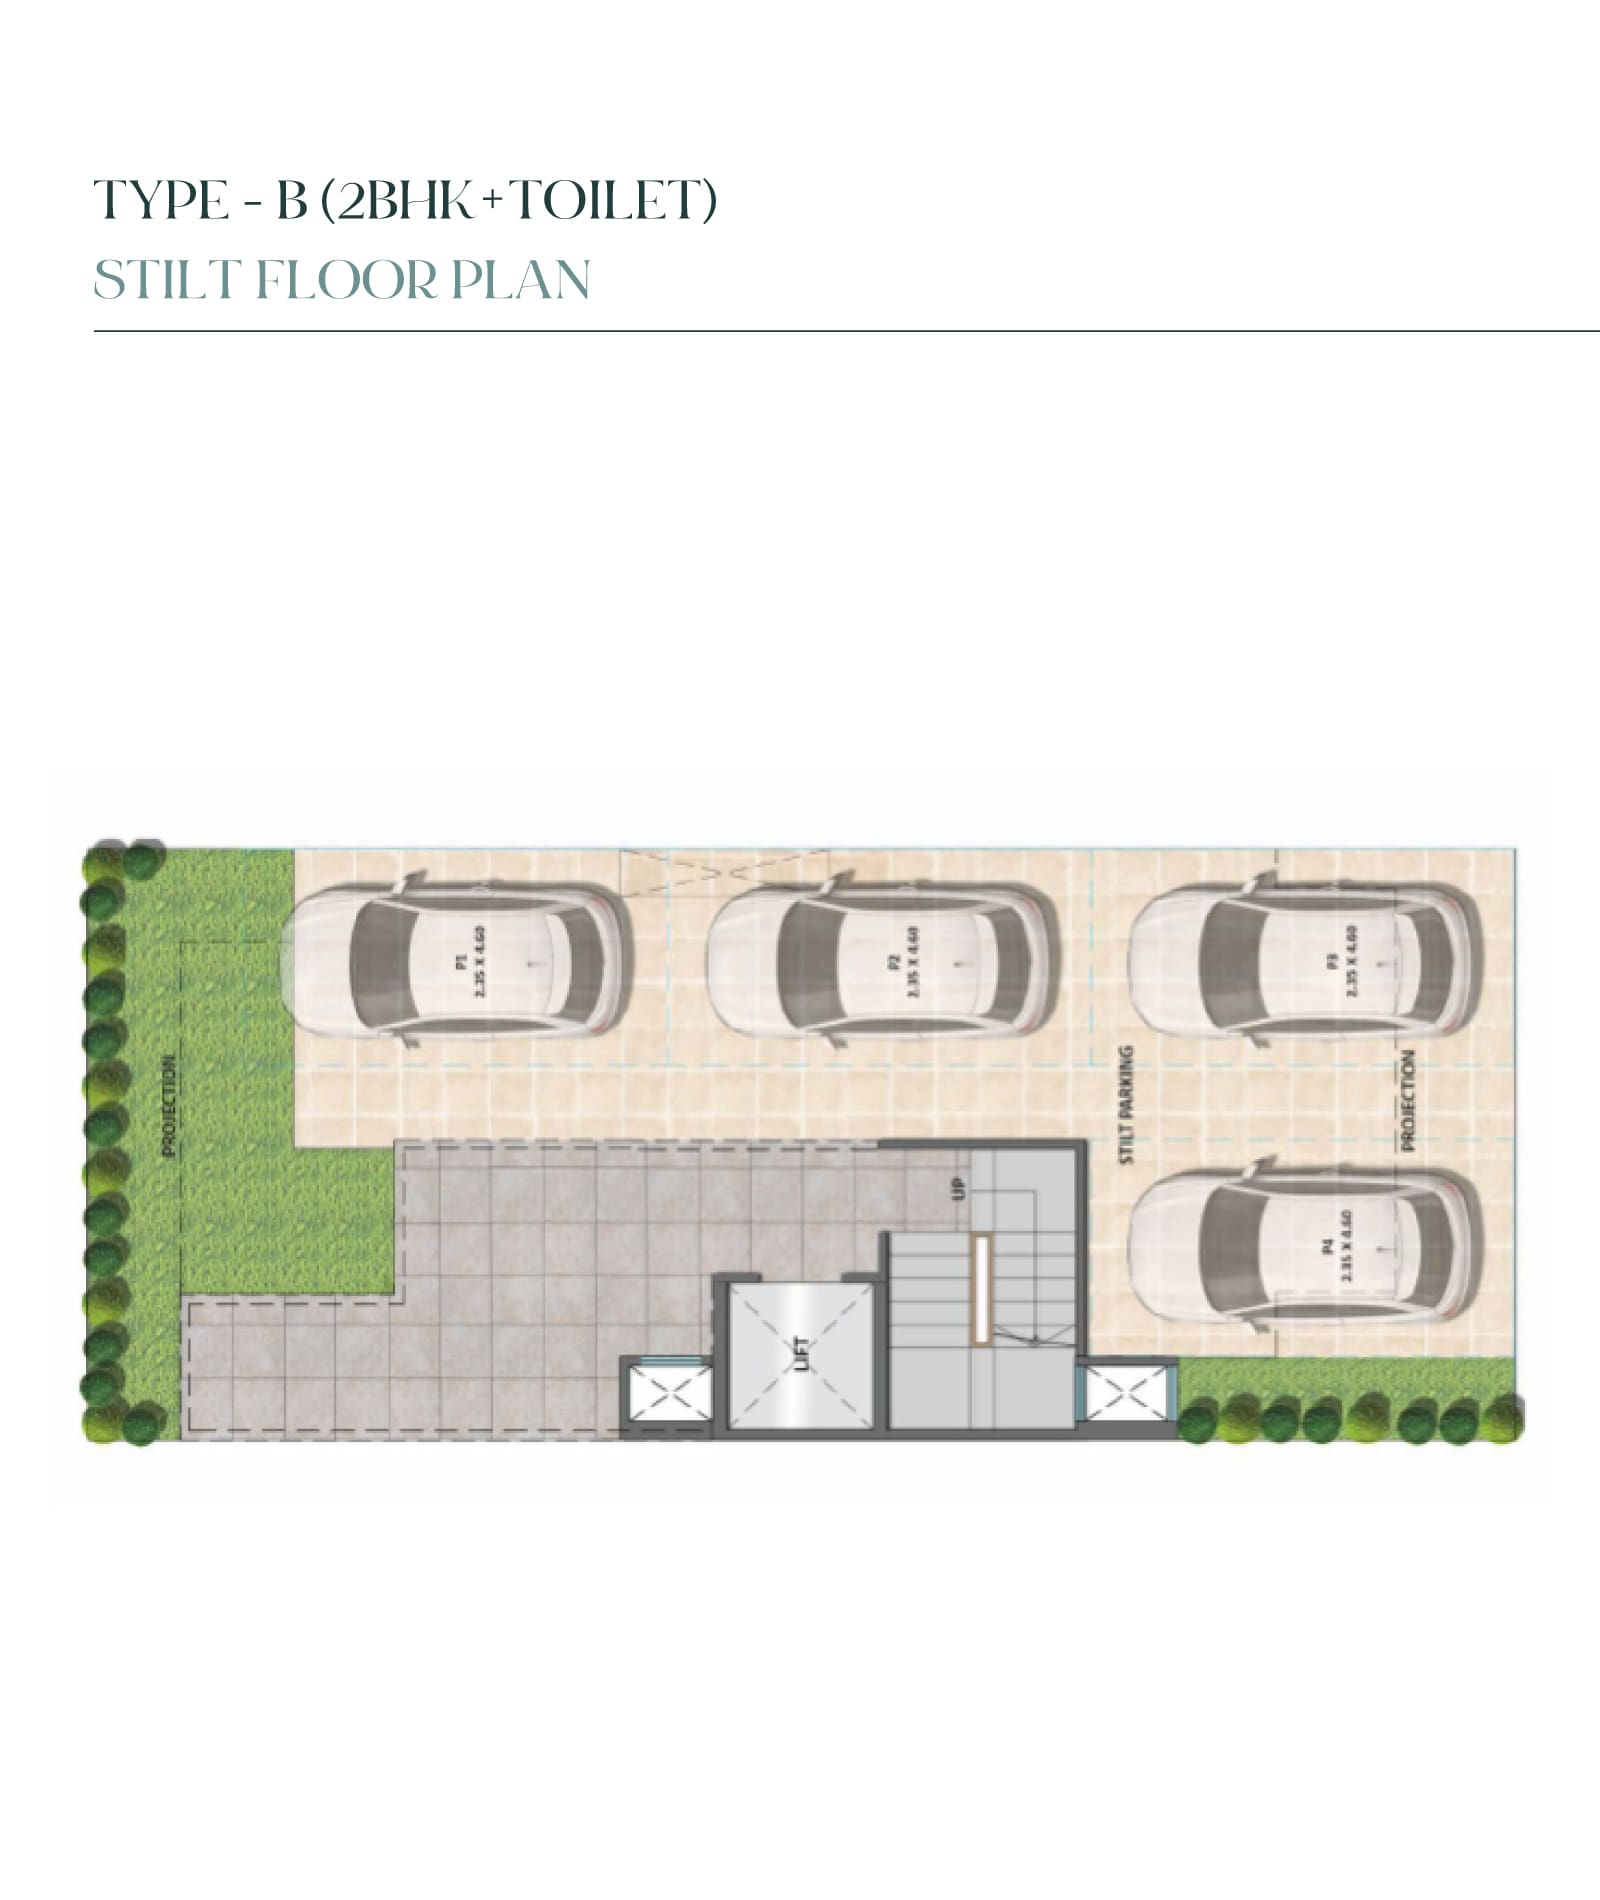 TYPE - B (2BHK+TOILET)
STILT FLOOR PLAN
P1
2.35 X 4.60
P2
2.35 X 4.60
P3
2.35 X 4.60
PROJECTION
STILT PARKING
PROJECTION
UP
P4
2.35 X 4.60
LIFT